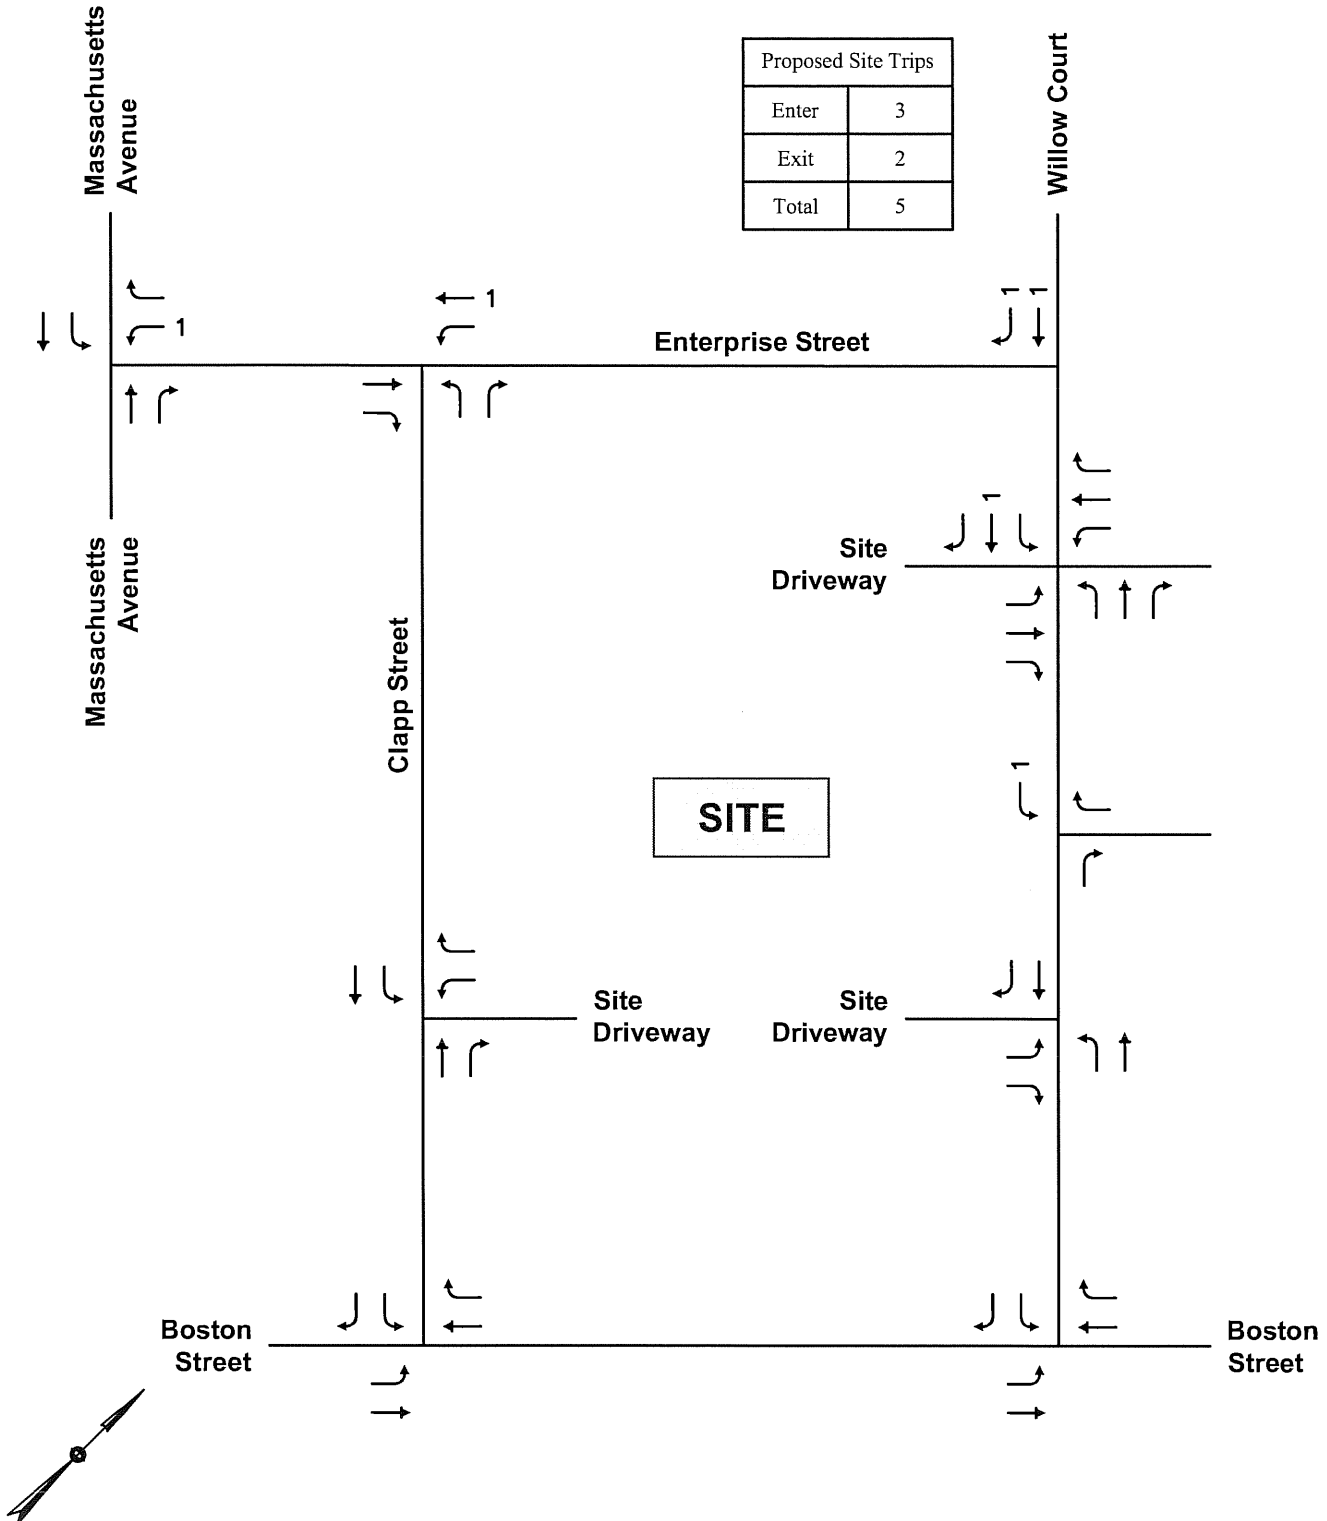 Massachusetts
Avenue
Proposed Site Trips
Enter 3
Exit 2
Total 5
Willow Court
1
1
1 1
Enterprise Street
Massachusetts
Avenue
1
Site
Driveway
Clapp Street
1
SITE
Site
Driveway
Site
Driveway
Boston
Street
Boston
Street